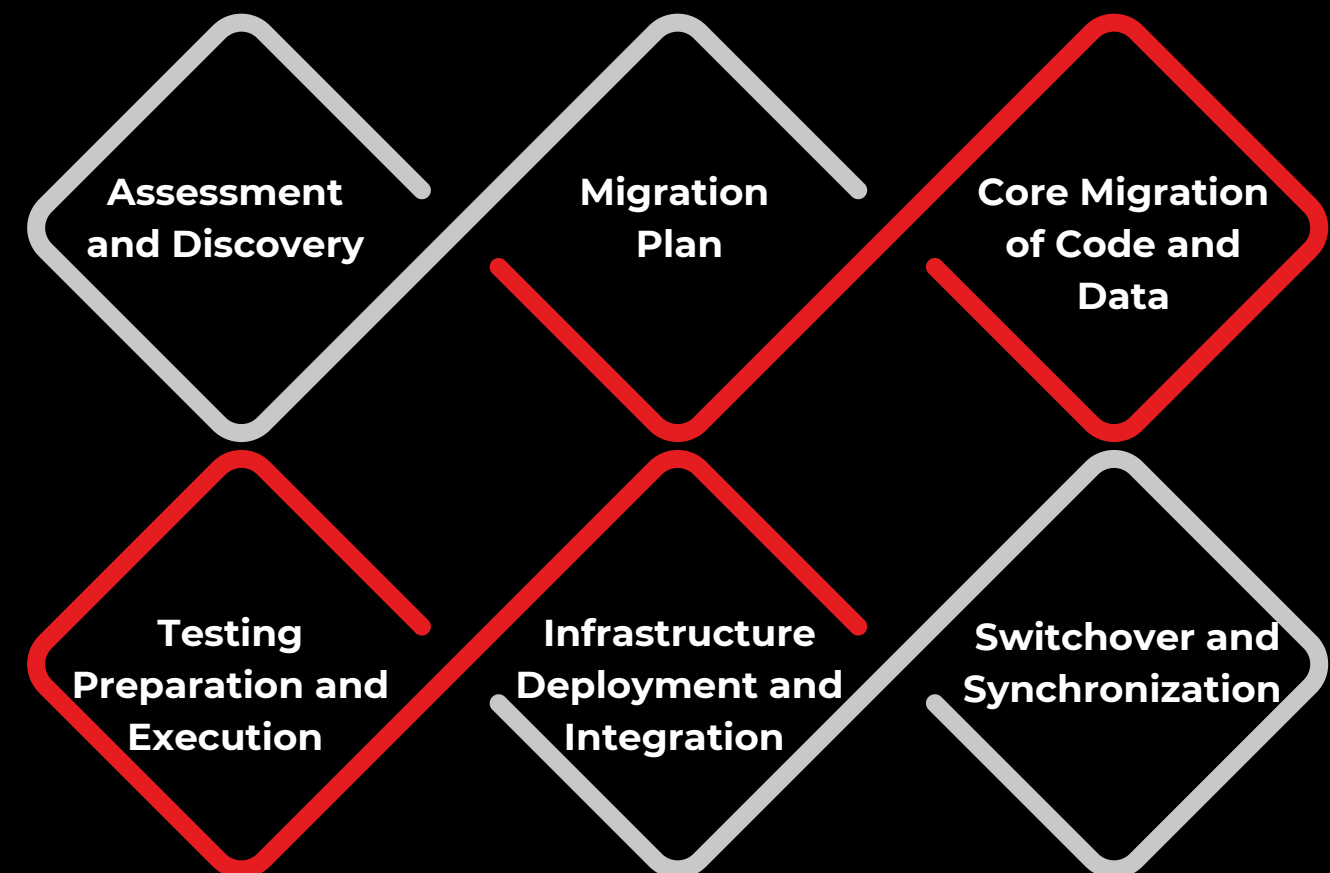 Assessment
and Discovery
Migration
Plan
Core Migration
of Code and
Data
Testing
Preparation and
Execution
Infrastructure
Deployment and
Integration
Switchover and
Synchronization